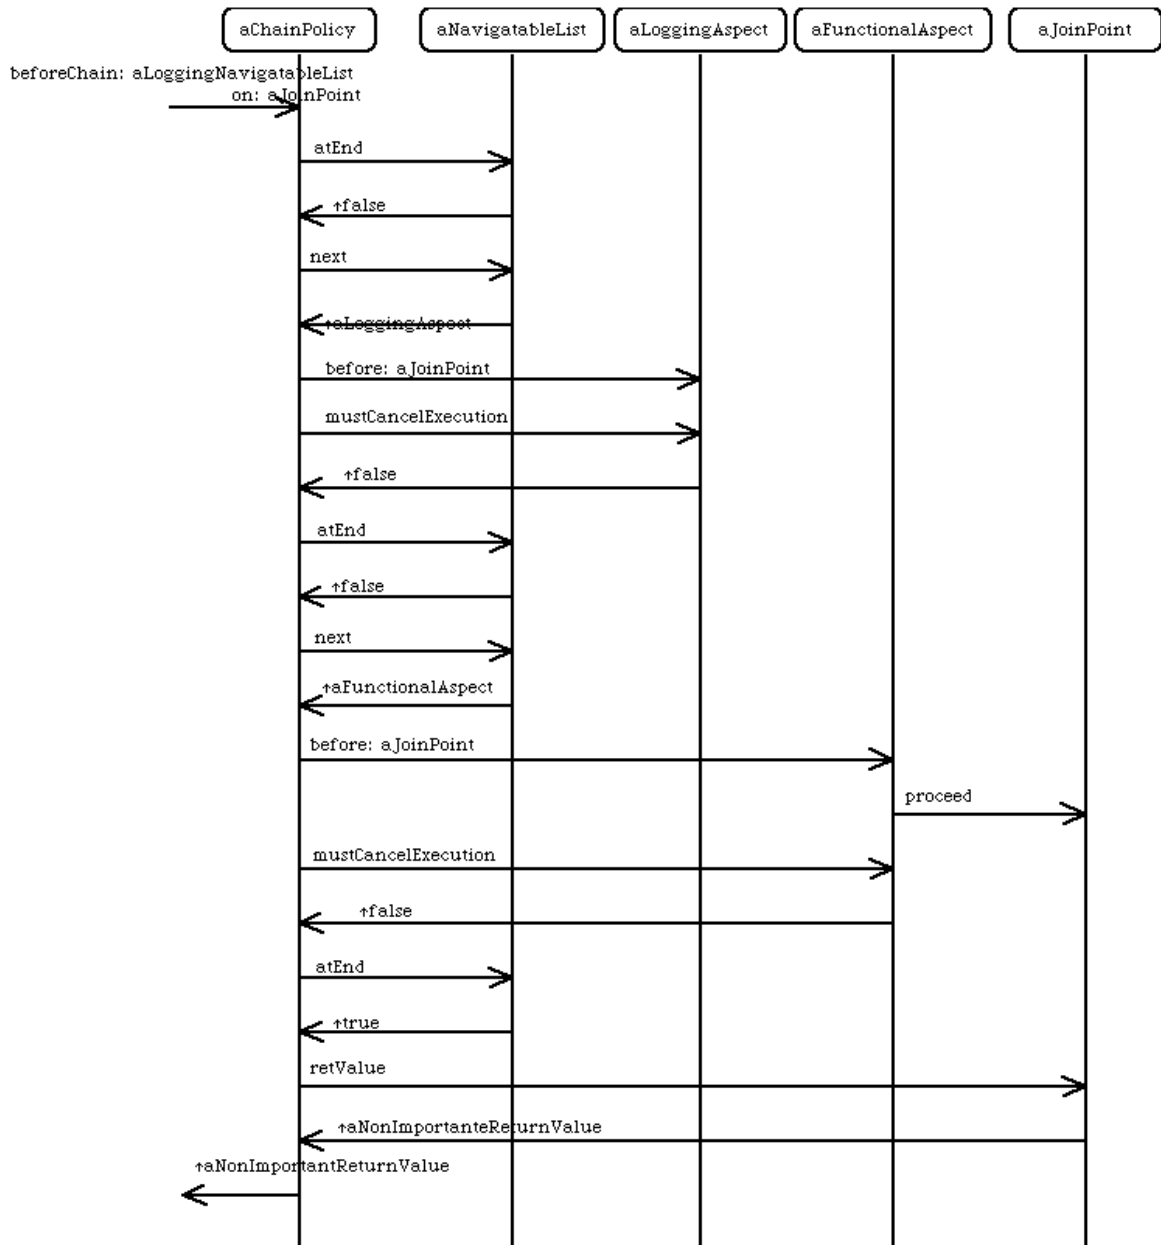 aChainPolicy
aNavigatableList
aLoggingAspect
aFunctionalAspect
aJoinPoint
beforeChain: aLoggingNavigatableList
on: aJoinPoint
atEnd
↑false
next
↑aLoggingAspect
before: aJoinPoint
mustCancelExecution
↑false
atEnd
↑false
next
↑aFunctionalAspect
before: aJoinPoint
proceed
mustCancelExecution
↑false
atEnd
↑true
retValue
↑aNonImportanteReturnValue
↑aNonImportantReturnValue